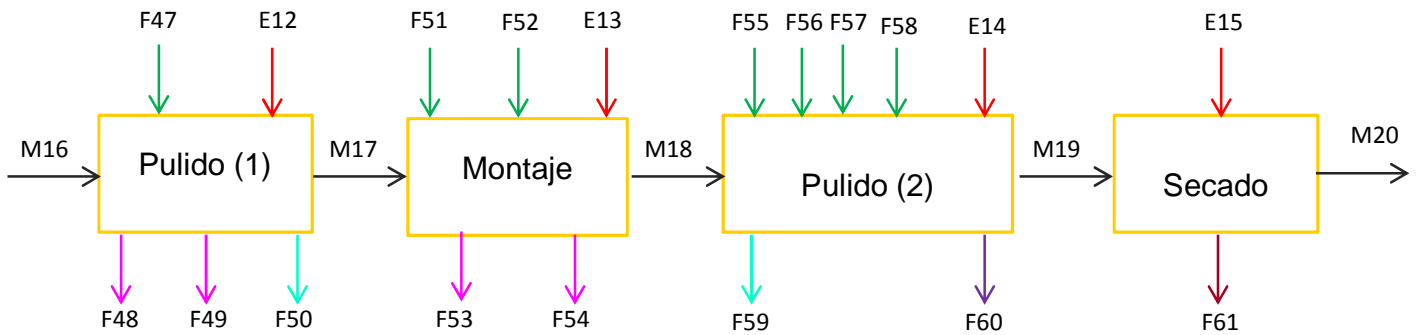 F47 E12 F51 F52 E13 F55 F56 F57 F58 E14 E15
M16 Pulido (1) M17 Montaje M18 Pulido (2) M19 Secado M20
F48 F49 F50 F53 F54 F59 F60 F61